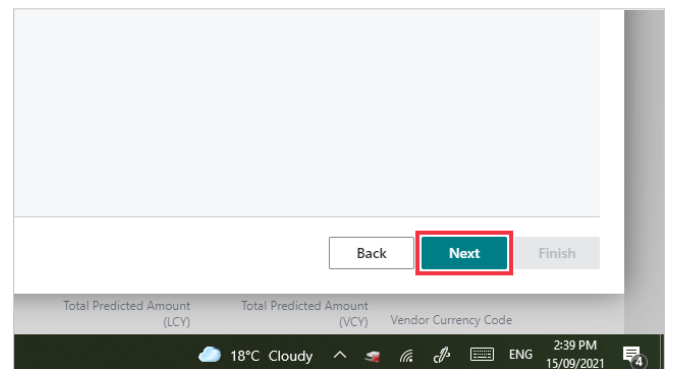 Back Next Finish
Total Predicted Amount (LCY) Total Predicted Amount (VCY) Vendor Currency Code
18°C Cloudy ENG 2:39 PM
15/09/2021 4